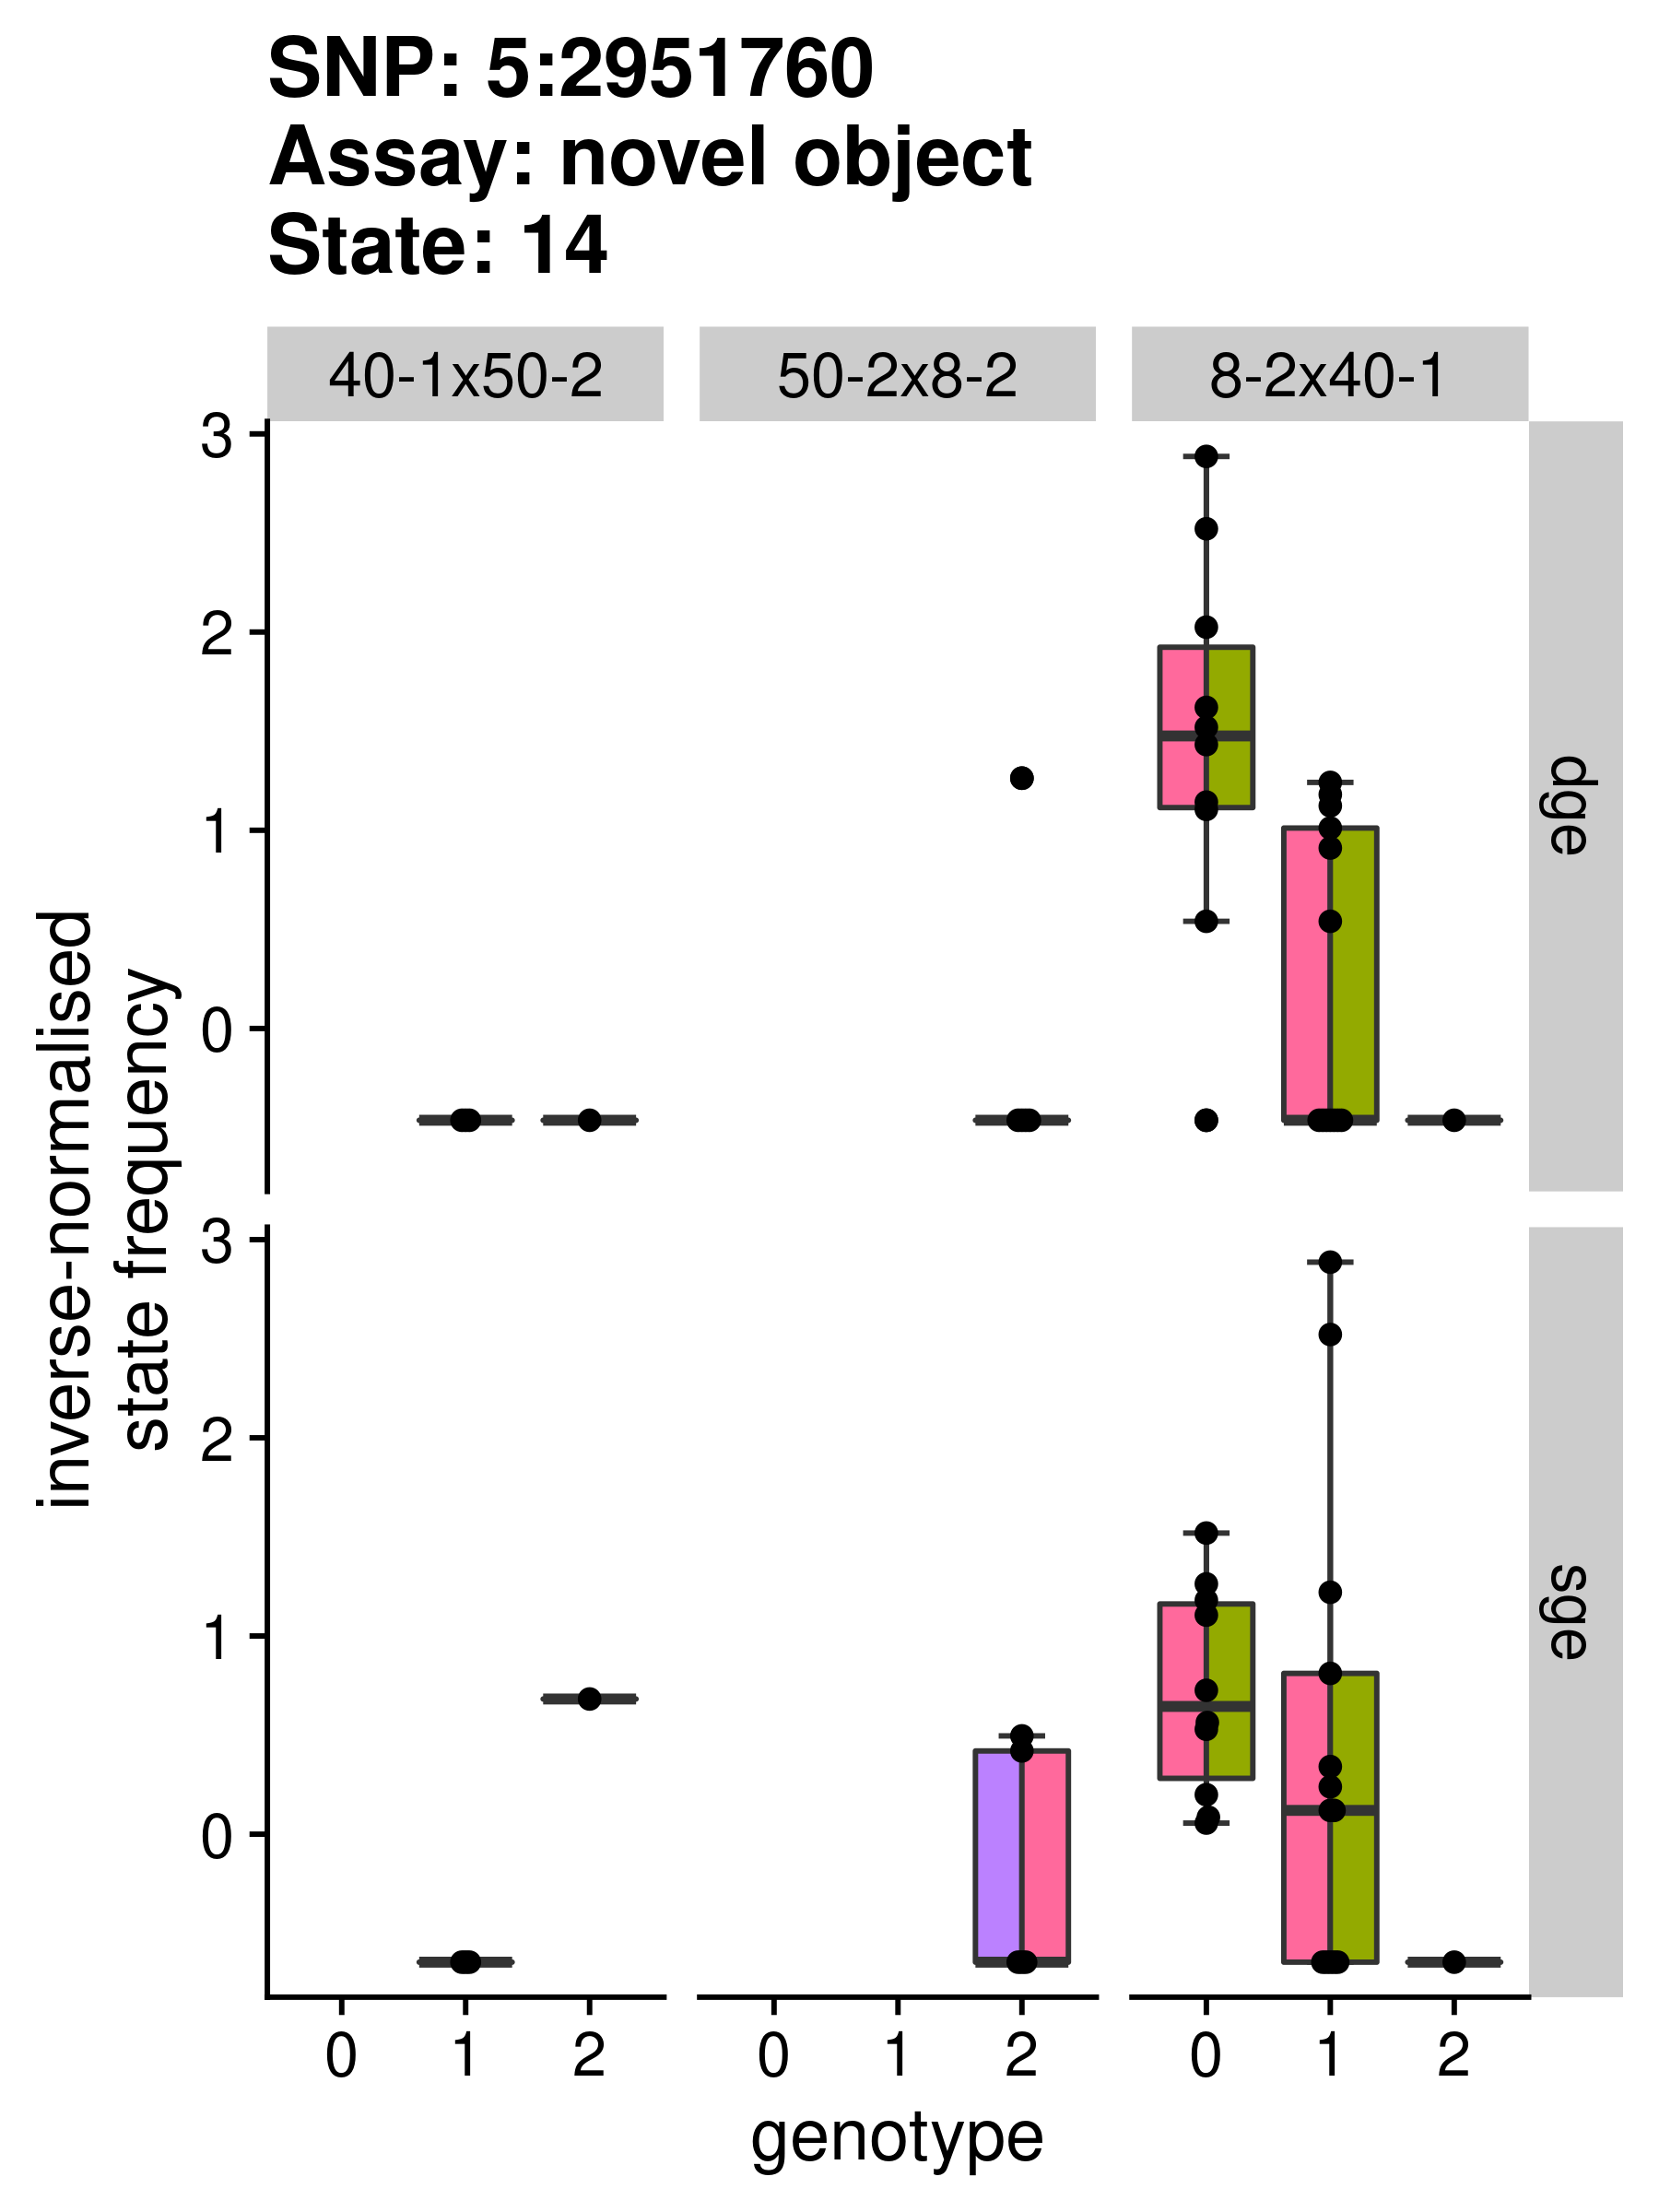 SNP: 5:2951760
Assay: novel object
State: 14
40-1x50-2
50-2x8-2
8-2x40-1
3
2
1
0
dge
3
2
1
0
sge
inverse-normalised
state frequency
0
1
2
0
1
2
0
1
2
genotype